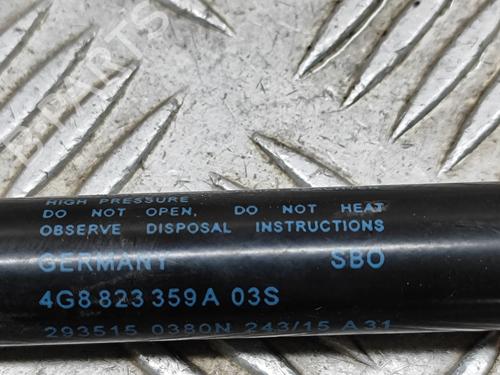 HIGH PRESSURE
DO NOT OPEN, DO NOT HEAT
OBSERVE DISPOSAL INSTRUCTIONS
GERMANY SBO
4G8 823 359 A 03S
293515 0380N 243/15 A31